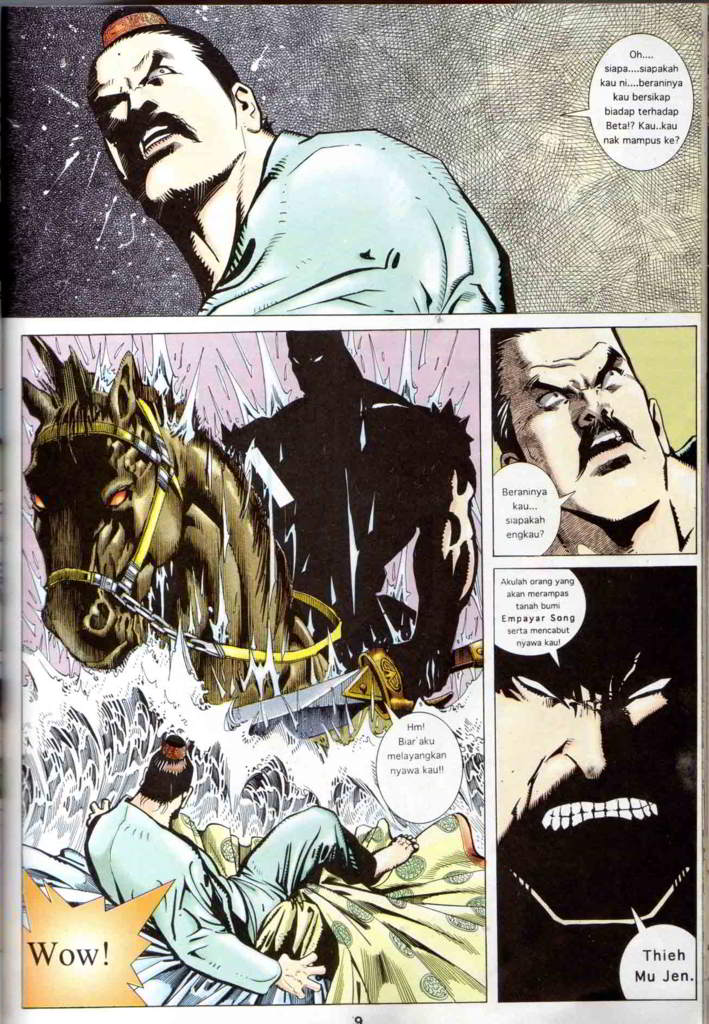 Oh....
siapa....siapakah
kau ni....beraninya
kau bersikap
biadap terhadap
Beta!? Kau..kau
nak mampus ke?
Beraninya
kau...
siapakah
engkau?
Hm!
Biar'aku
melayangkan
nyawa kau!!
Akulah orang yang
akan merampas
tanah bumi
Empayar Song
serta mencabut
nyawa kau!
Thieh
Mu Jen.
Wow!
9